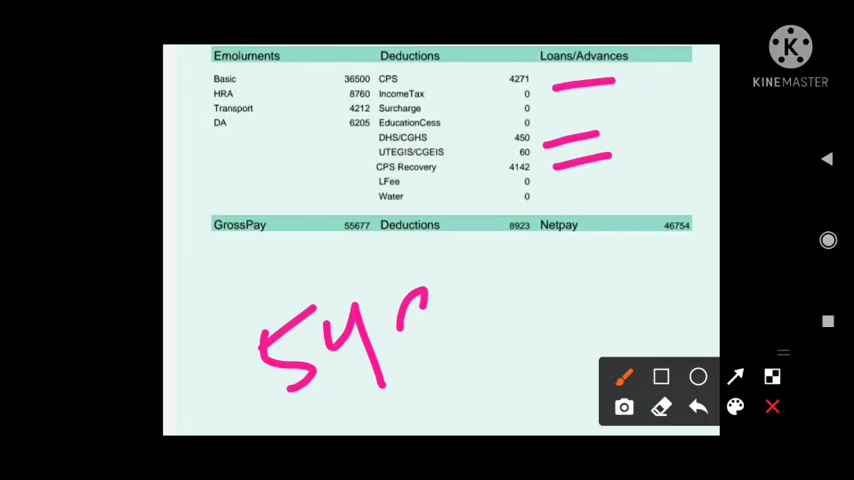 Emoluments Deductions Loans/Advances
Basic 36500 CPS 4271
HRA 8760 IncomeTax 0
Transport 4212 Surcharge 0
DA 6205 EducationCess 0
DHS/CGHS 450
UTEGIS/CGEIS 60
CPS Recovery 4142
LFee 0
Water 0
GrossPay 55677 Deductions 8923 Netpay 46754
K
KINEMASTER